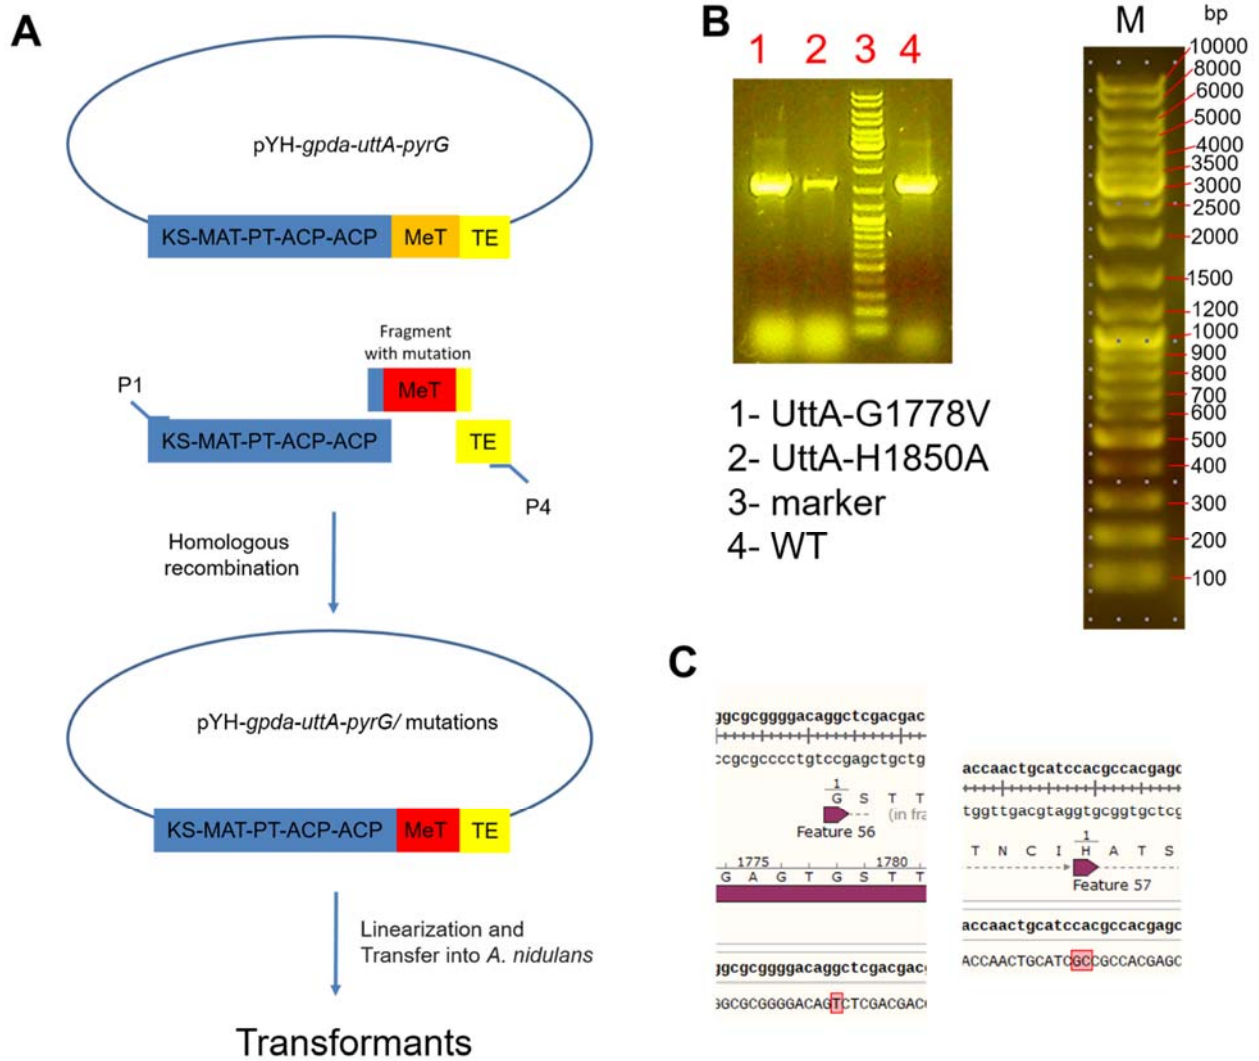 A
pYH-gpda-uttA-pyrG
KS-MAT-PT-ACP-ACP
MeT
TE
Fragment
with mutation
MeT
P1
KS-MAT-PT-ACP-ACP
TE
P4
Homologous
recombination
pYH-gpda-uttA-pyrG/ mutations
KS-MAT-PT-ACP-ACP
MeT
TE
Linearization and
Transfer into A. nidulans
Transformants
B
1 2 3 4
1- UttA-G1778V
2- UttA-H1850A
3- marker
4- WT
M
bp
10000
8000
6000
5000
4000
3500
3000
2500
2000
1500
1200
1000
900
800
700
600
500
400
300
200
100
C
ggcgcggggacaggctcgacgac
ccgcgcccctgtccgagctgctg
1
G S T T
(in fra
Feature 56
1775 1780
G A G T G S T T
ggcgcggggacaggctcgacgac
GGCGCGGGGACAGTCTCGACGAC
accaactgcatccacgccacgagc
tggttgacgtaggtgcggtgctcg
1
T N C I H A T S
Feature 57
accaactgcatccacgccacgagc
ACCAACTGCATCGCCGCCACGAGC